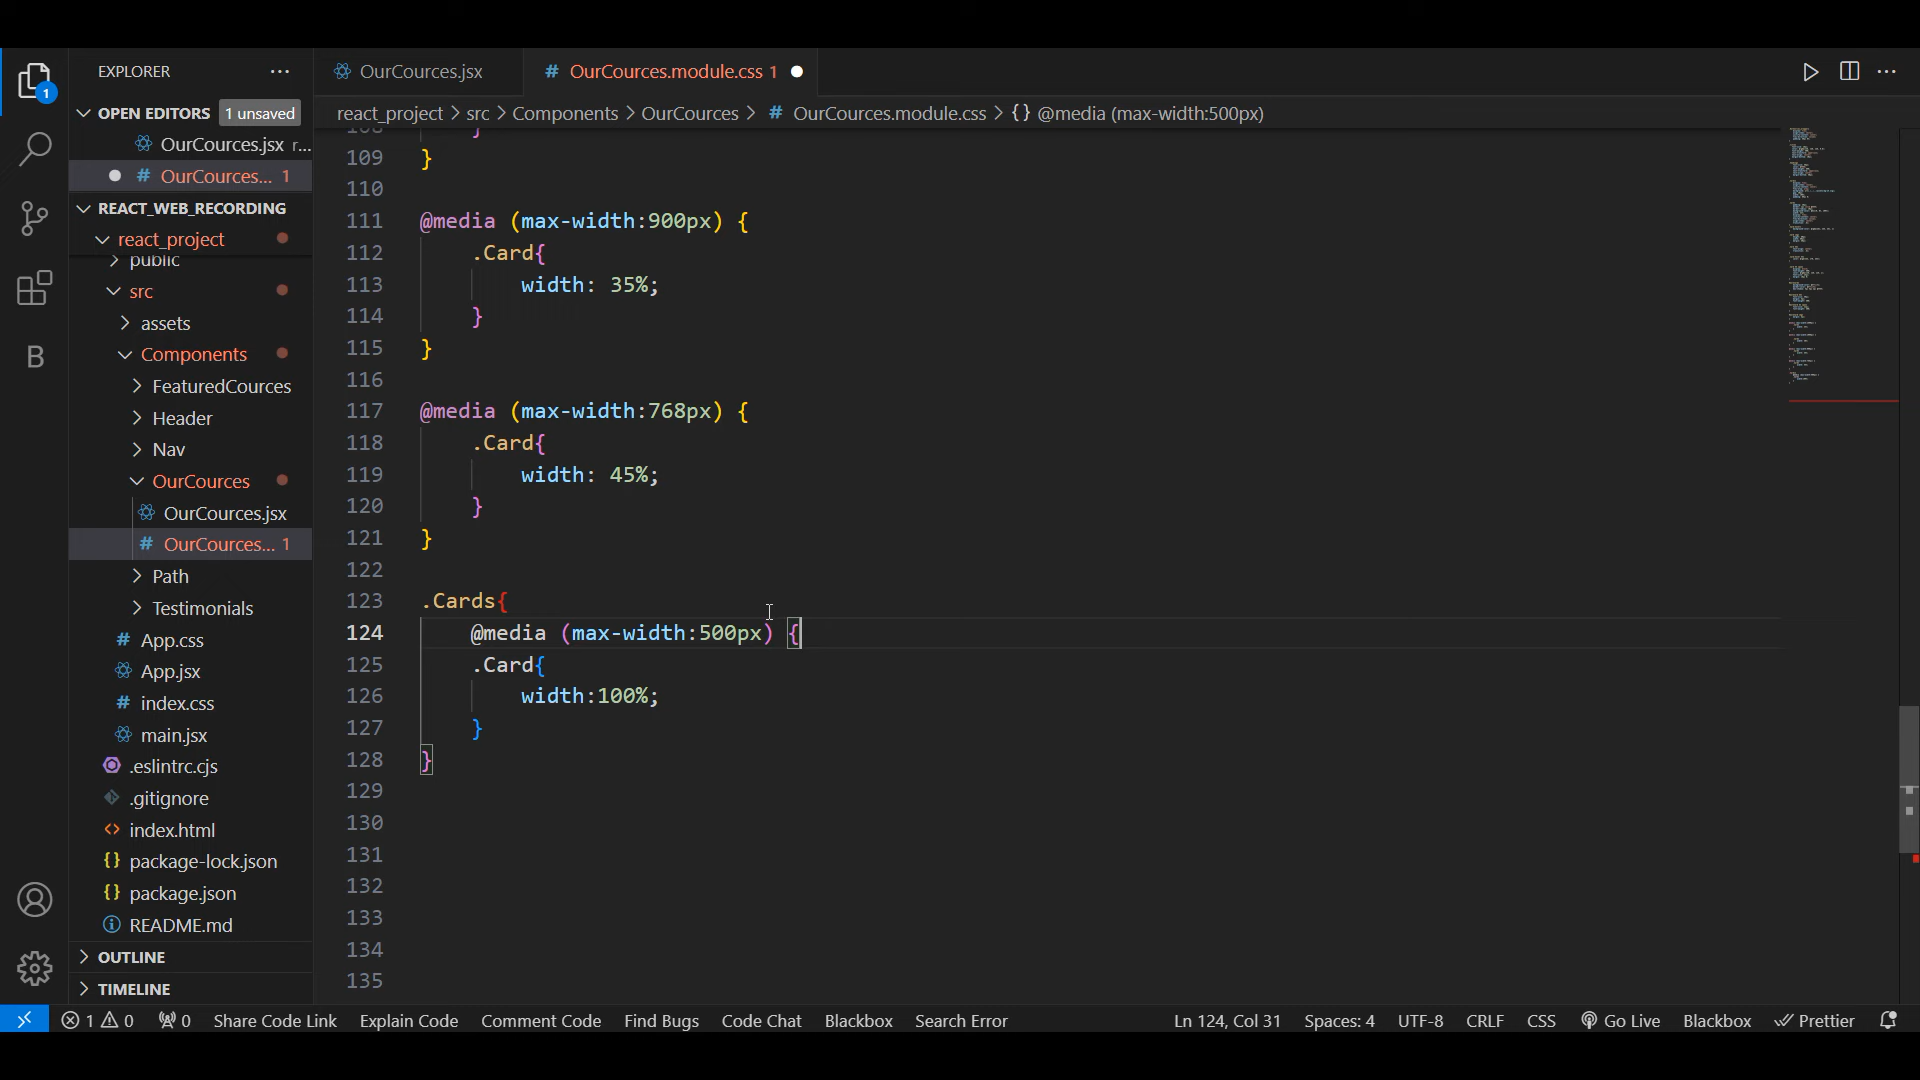 EXPLORER
OurCources.jsx
# OurCources.module.css 1
1
OPEN EDITORS 1 unsaved
react_project > src > Components > OurCources > # OurCources.module.css > {} @media (max-width:500px)
OurCources.jsx r...
# OurCources... 1
REACT_WEB_RECORDING
react_project
public
src
assets
Components
FeaturedCources
Header
Nav
OurCources
OurCources.jsx
# OurCources... 1
Path
Testimonials
# App.css
App.jsx
# index.css
main.jsx
.eslintrc.cjs
.gitignore
<> index.html
{} package-lock.json
{} package.json
README.md
OUTLINE
TIMELINE
B
108 }
109 }
110
111 @media (max-width:900px) {
112 .Card{
113 width: 35%;
114 }
115 }
116
117 @media (max-width:768px) {
118 .Card{
119 width: 45%;
120 }
121 }
122
123 .Cards{
124 @media (max-width:500px) {
125 .Card{
126 width:100%;
127 }
128 }
129
130
131
132
133
134
135
1 0 0 Share Code Link Explain Code Comment Code Find Bugs Code Chat Blackbox Search Error Ln 124, Col 31 Spaces: 4 UTF-8 CRLF CSS Go Live Blackbox Prettier